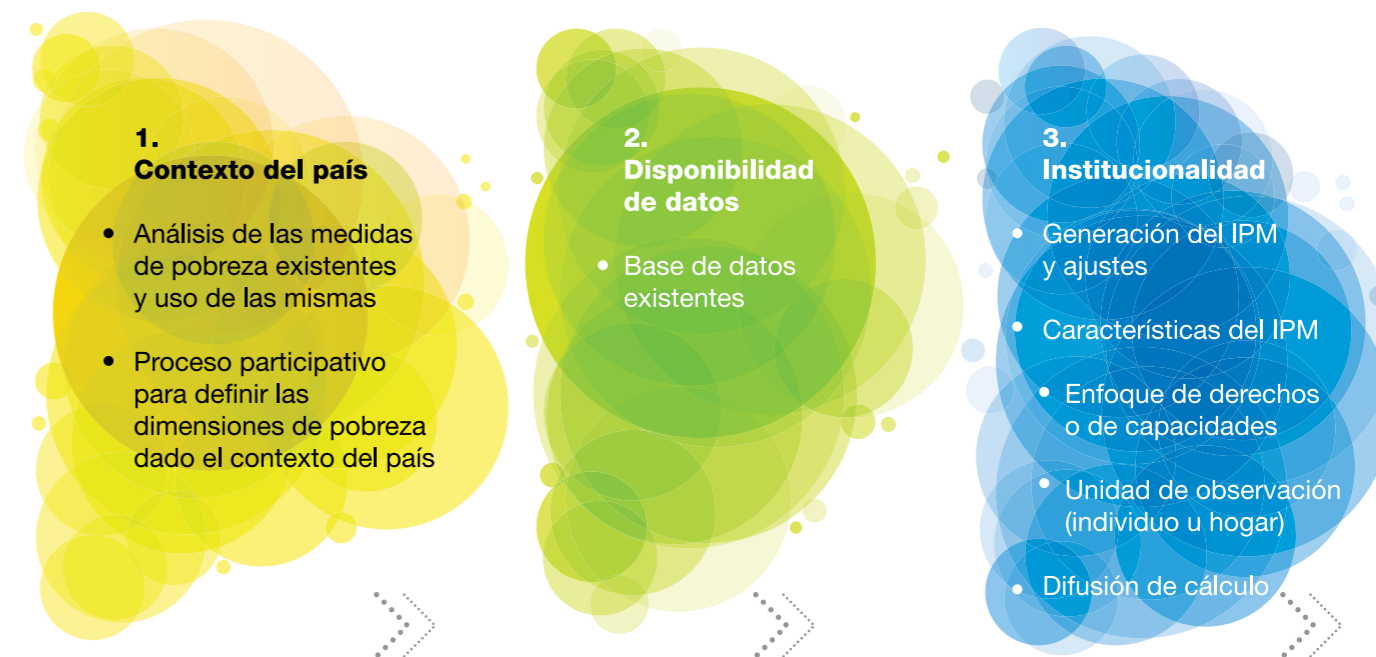 1.
Contexto del país
• Análisis de las medidas
de pobreza existentes
y uso de las mismas
• Proceso participativo
para definir las
dimensiones de pobreza
dado el contexto del país
2.
Disponibilidad
de datos
• Base de datos
existentes
3.
Institucionalidad
• Generación del IPM
y ajustes
• Característícas del IPM
• Enfoque de derechos
o de capacidades
• Unidad de observación
(individuo u hogar)
• Difusión de cálculo